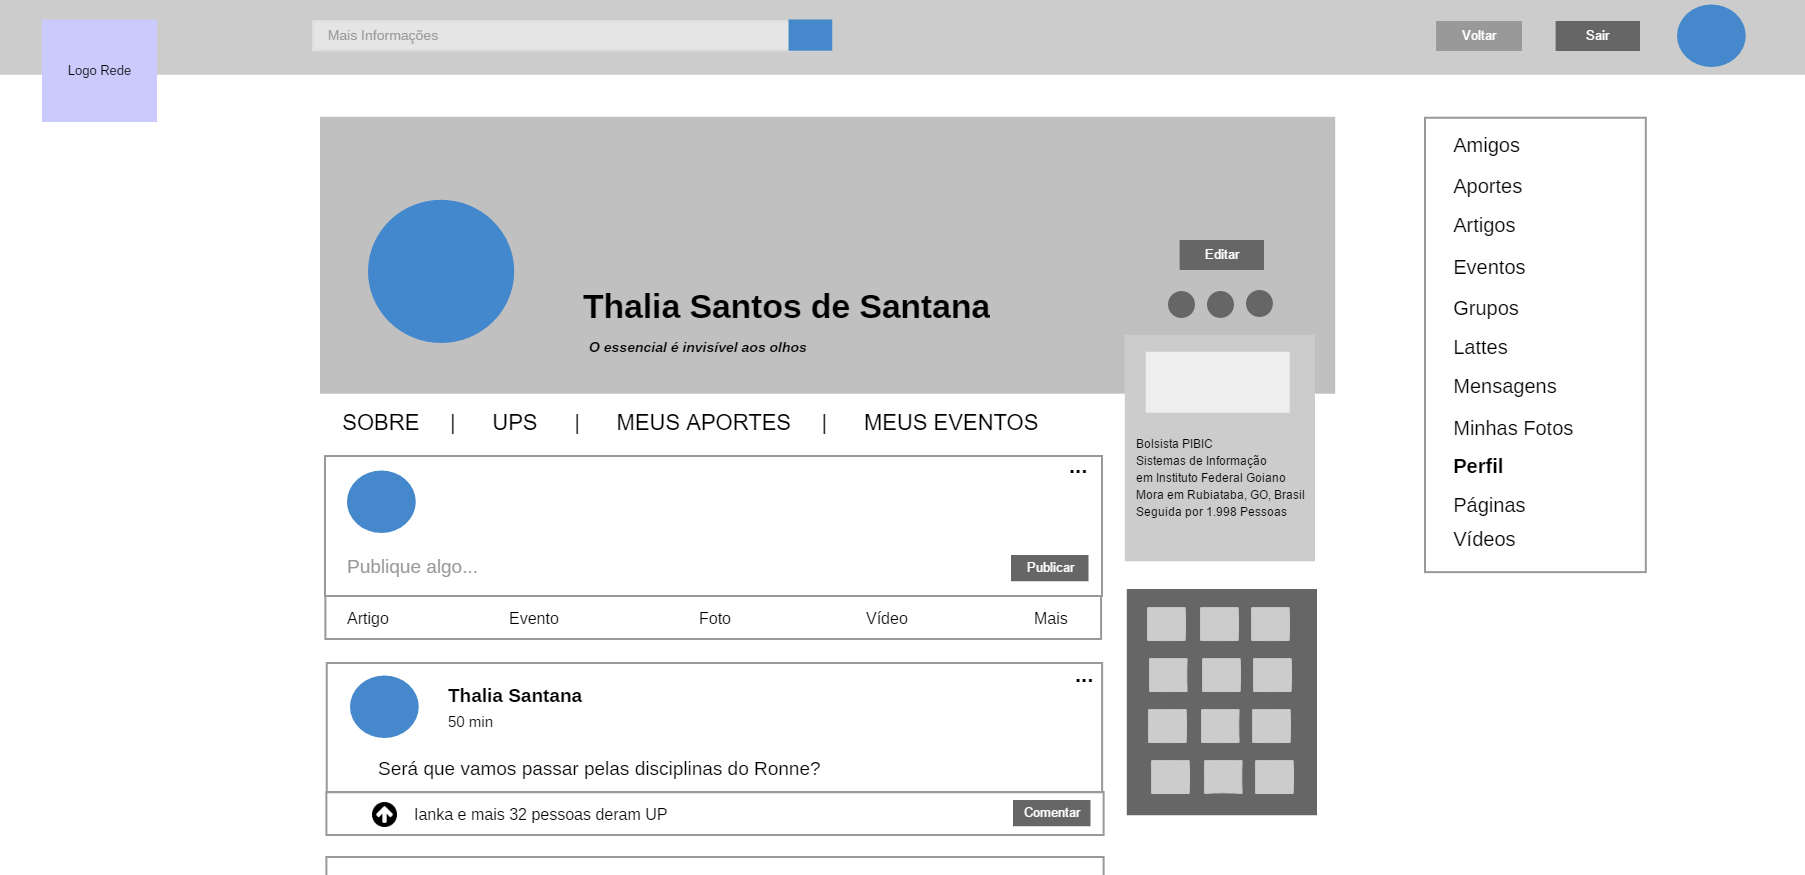 Mais Informações
Voltar
Sair
Logo Rede
Editar
Thalia Santos de Santana
O essencial é invisível aos olhos
SOBRE | UPS | MEUS APORTES | MEUS EVENTOS
...
Publique algo...
Publicar
Artigo Evento Foto Vídeo Mais
...
Thalia Santana
50 min
Será que vamos passar pelas disciplinas do Ronne?
Ianka e mais 32 pessoas deram UP
Comentar
Bolsista PIBIC
Sistemas de Informação
em Instituto Federal Goiano
Mora em Rubiataba, GO, Brasil
Seguida por 1.998 Pessoas
Amigos
Aportes
Artigos
Eventos
Grupos
Lattes
Mensagens
Minhas Fotos
Perfil
Páginas
Vídeos